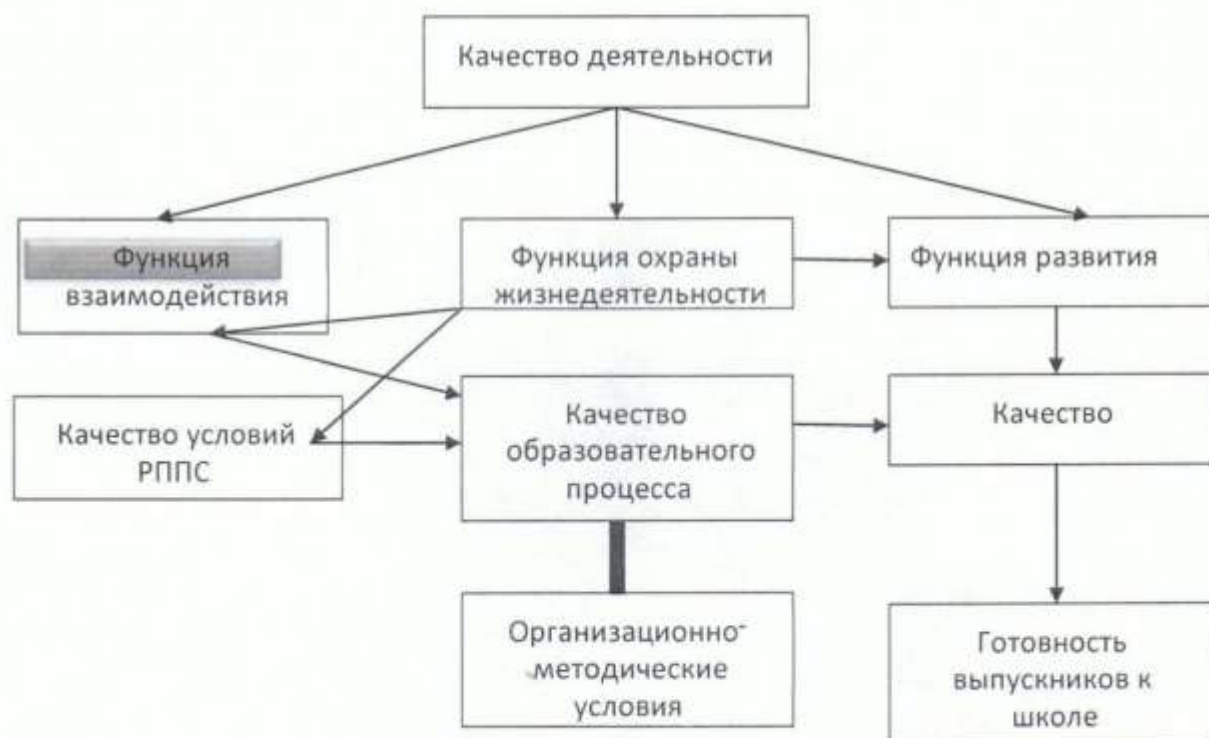 Качество деятельности
Функция
взаимодействия
Функция охраны
жизнедеятельности
Функция развития
Качество условий
РППС
Качество
образовательного
процесса
Качество
Организационно-
методические
условия
Готовность
выпускников к
школе